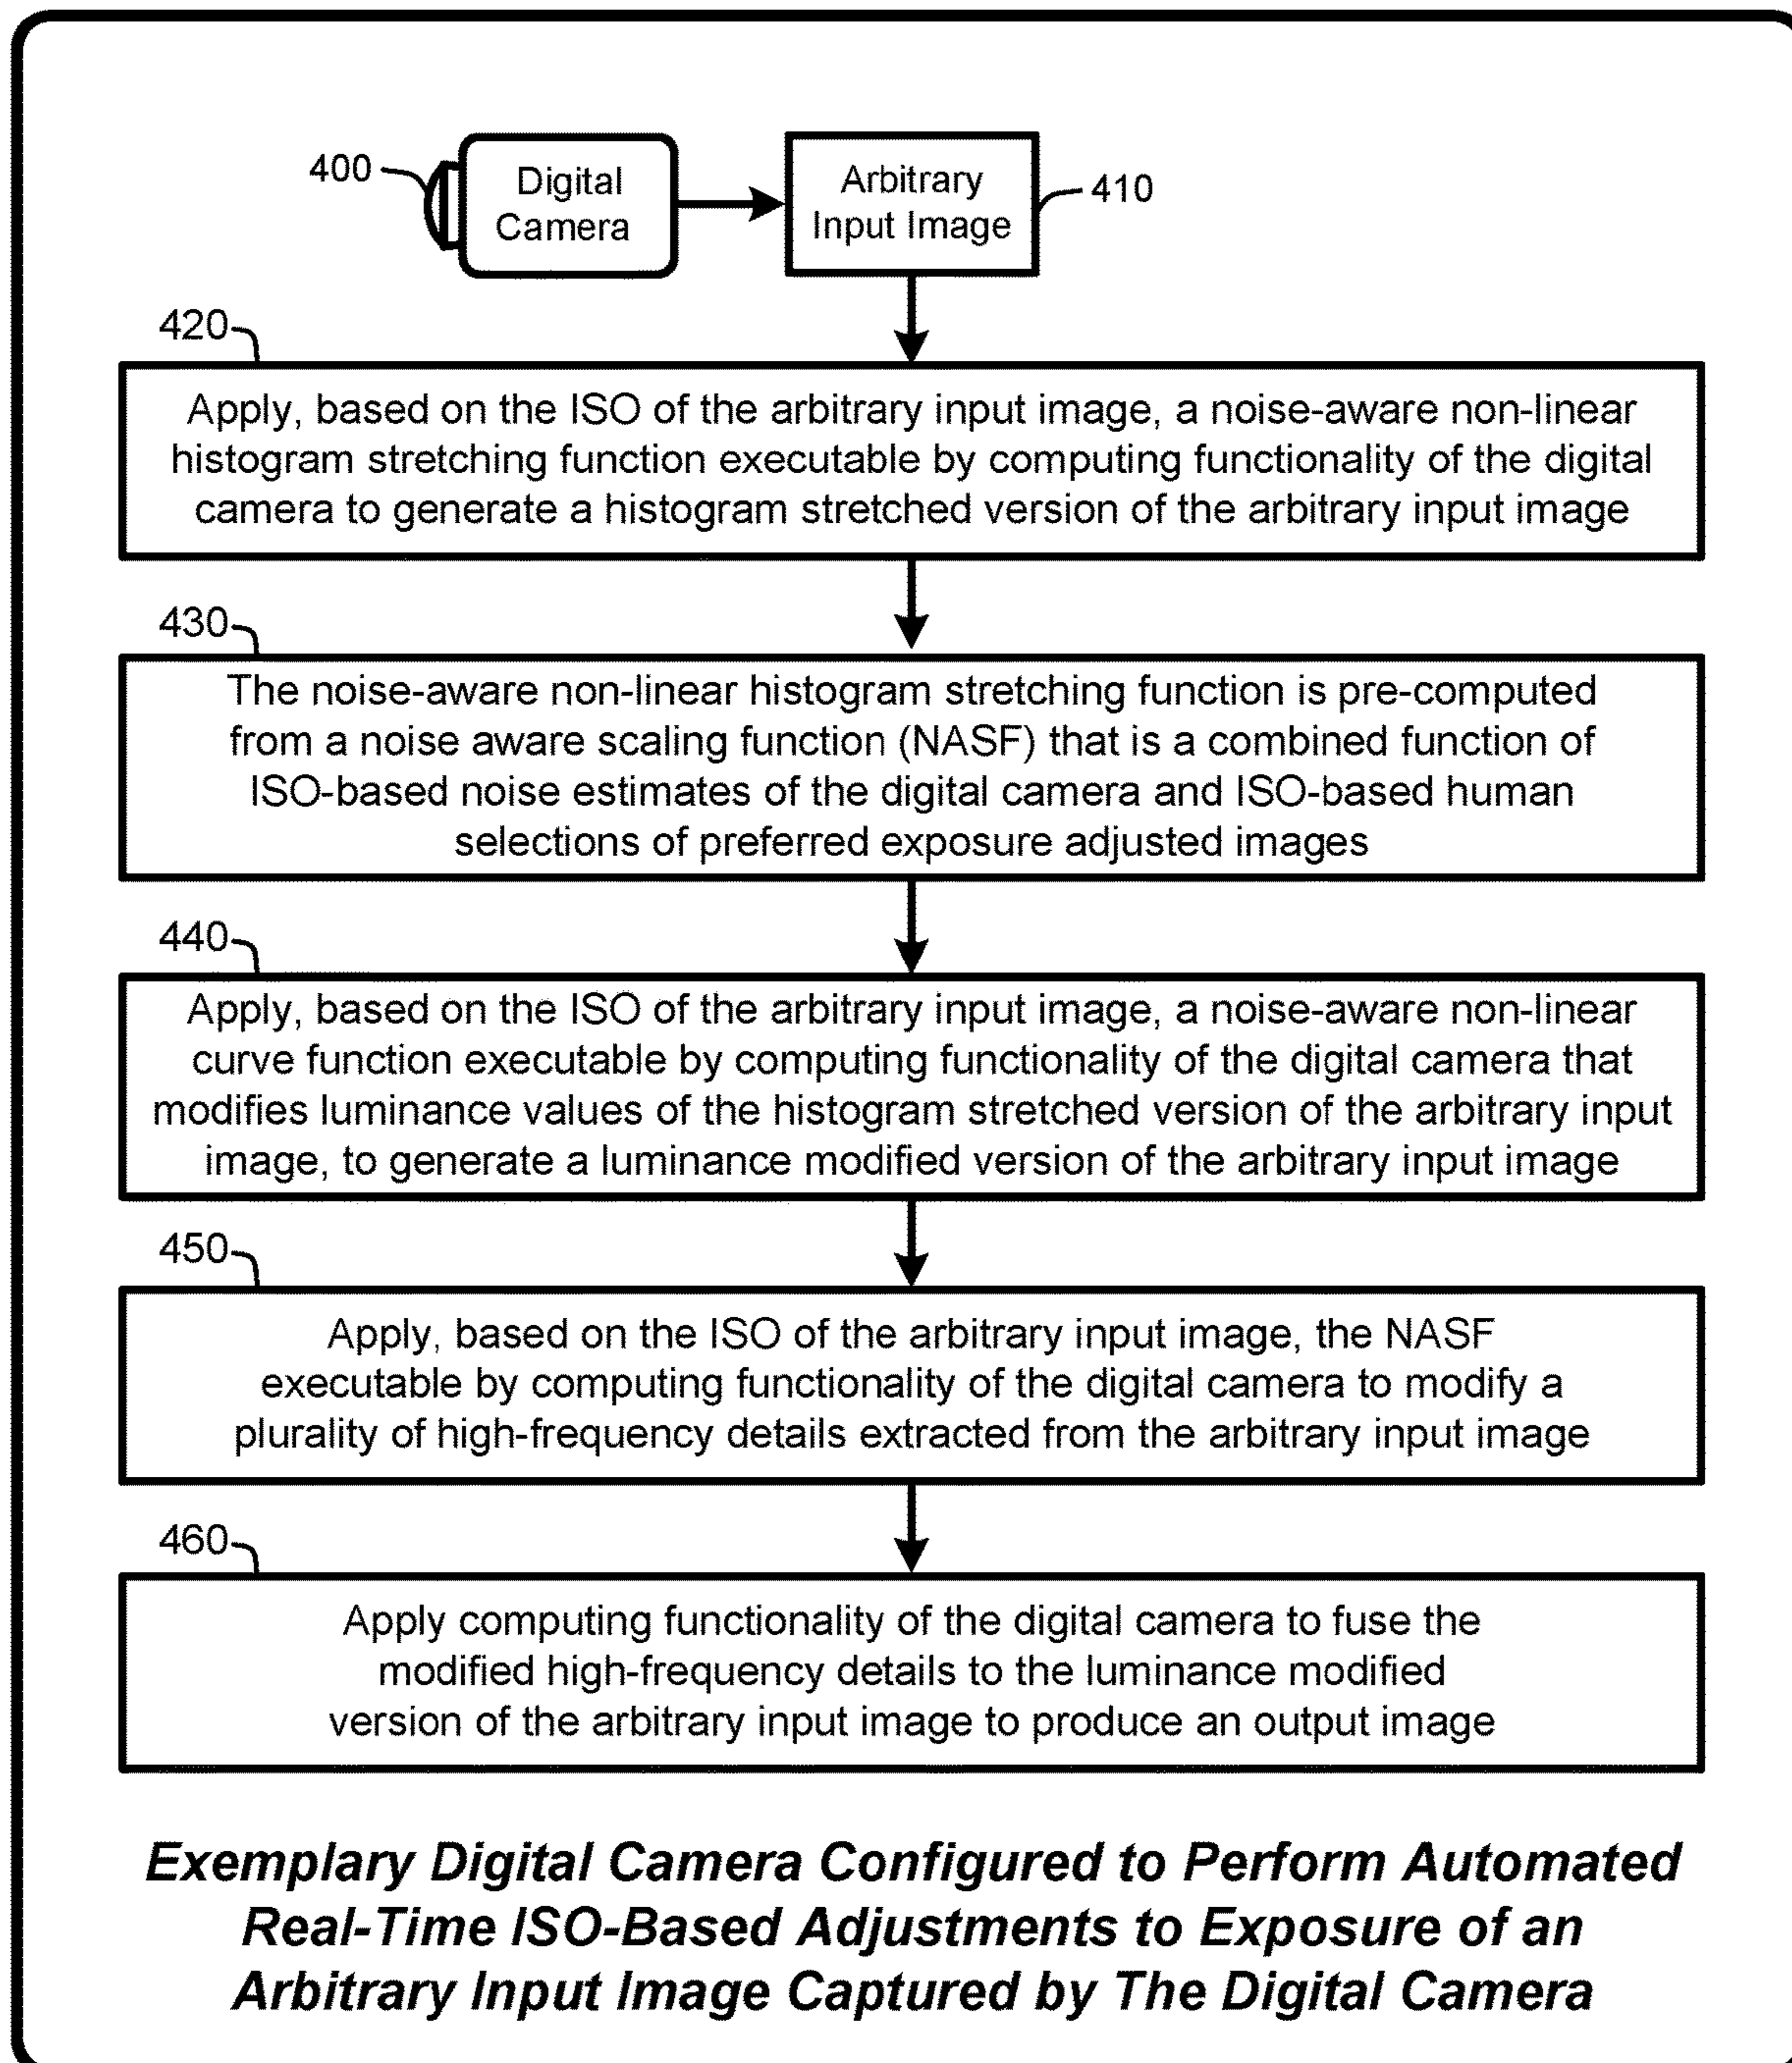 400
Digital
Camera
Arbitrary
Input Image
410
420
Apply, based on the ISO of the arbitrary input image, a noise-aware non-linear
histogram stretching function executable by computing functionality of the digital
camera to generate a histogram stretched version of the arbitrary input image
430
The noise-aware non-linear histogram stretching function is pre-computed
from a noise aware scaling function (NASF) that is a combined function of
ISO-based noise estimates of the digital camera and ISO-based human
selections of preferred exposure adjusted images
440
Apply, based on the ISO of the arbitrary input image, a noise-aware non-linear
curve function executable by computing functionality of the digital camera that
modifies luminance values of the histogram stretched version of the arbitrary input
image, to generate a luminance modified version of the arbitrary input image
450
Apply, based on the ISO of the arbitrary input image, the NASF
executable by computing functionality of the digital camera to modify a
plurality of high-frequency details extracted from the arbitrary input image
460
Apply computing functionality of the digital camera to fuse the
modified high-frequency details to the luminance modified
version of the arbitrary input image to produce an output image
Exemplary Digital Camera Configured to Perform Automated
Real-Time ISO-Based Adjustments to Exposure of an
Arbitrary Input Image Captured by The Digital Camera